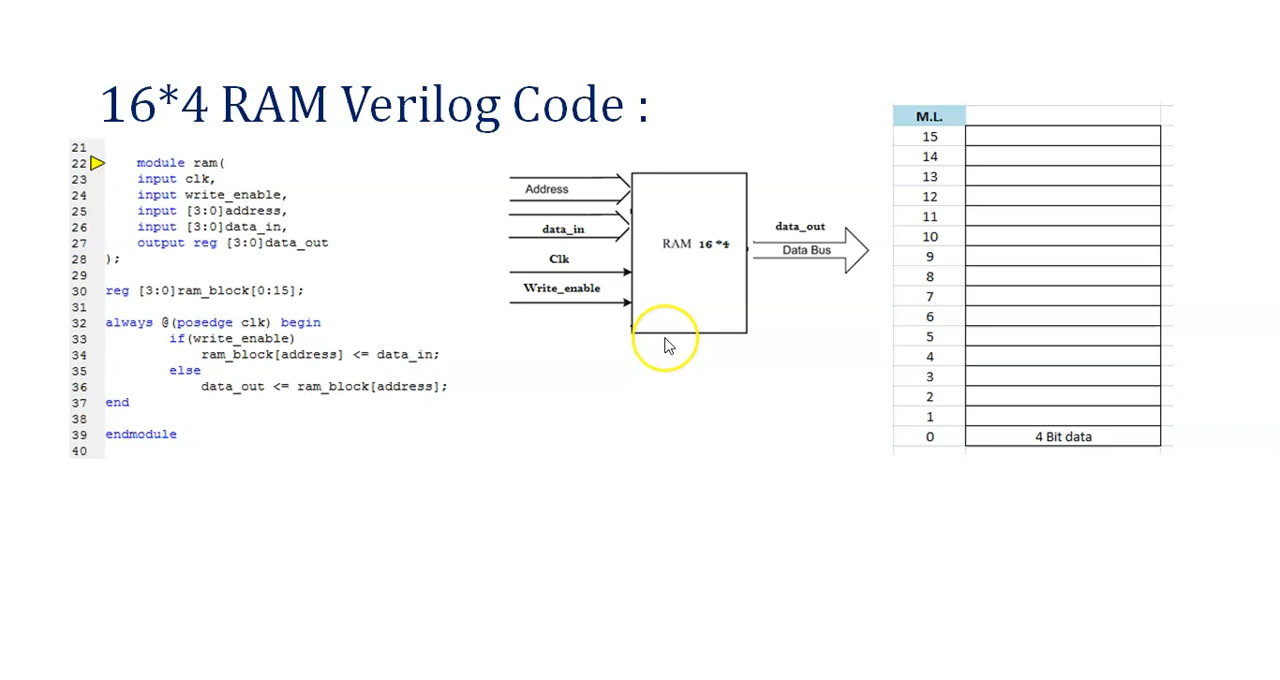 16*4 RAM Verilog Code :
21
22 module ram(
23 input clk,
24 input write_enable,
25 input [3:0]address,
26 input [3:0]data_in,
27 output reg [3:0]data_out
28 );
29
30 reg [3:0]ram_block[0:15];
31
32 always @(posedge clk) begin
33 if(write_enable)
34 ram_block[address] <= data_in;
35 else
36 data_out <= ram_block[address];
37 end
38
39 endmodule
40
Address
data_in
Clk
Write_enable
RAM 16 *4
data_out
Data Bus
M.L.
15
14
13
12
11
10
9
8
7
6
5
4
3
2
1
0 4 Bit data